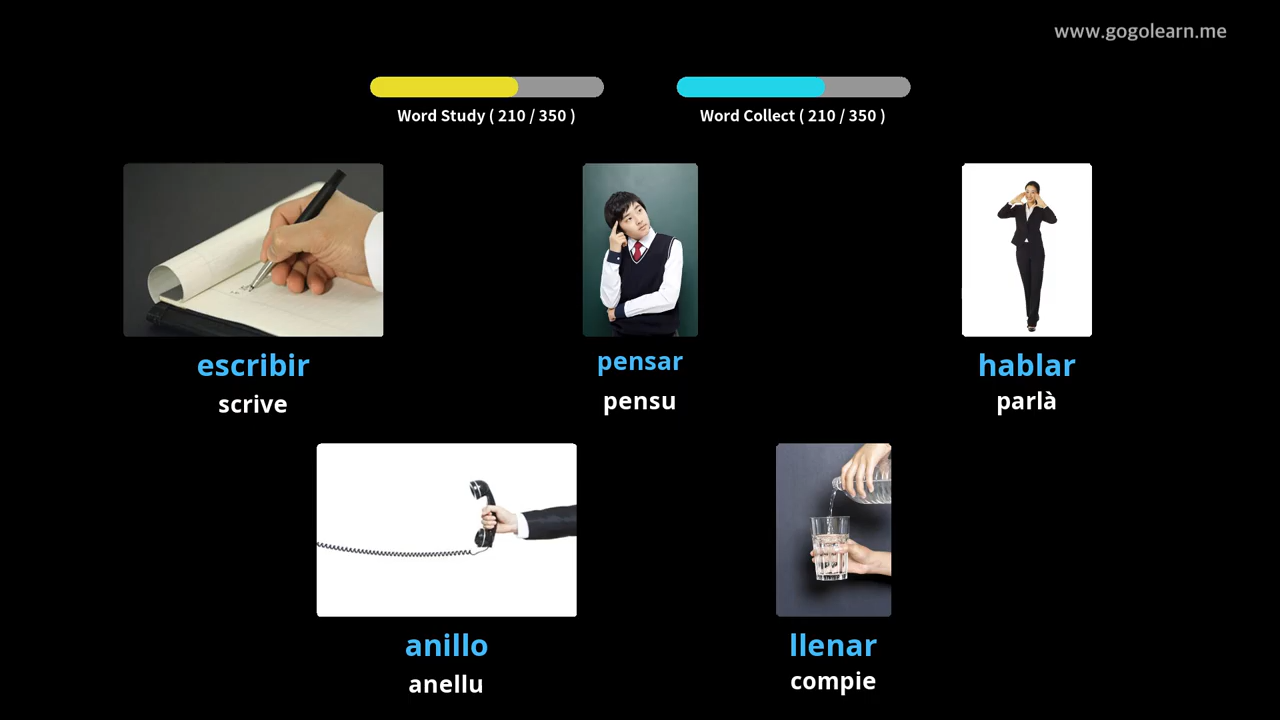 www.gogolearn.me
Word Study ( 210 / 350 )
Word Collect ( 210 / 350 )
escribir
scrive
pensar
pensu
hablar
parlà
anillo
anellu
llenar
compie